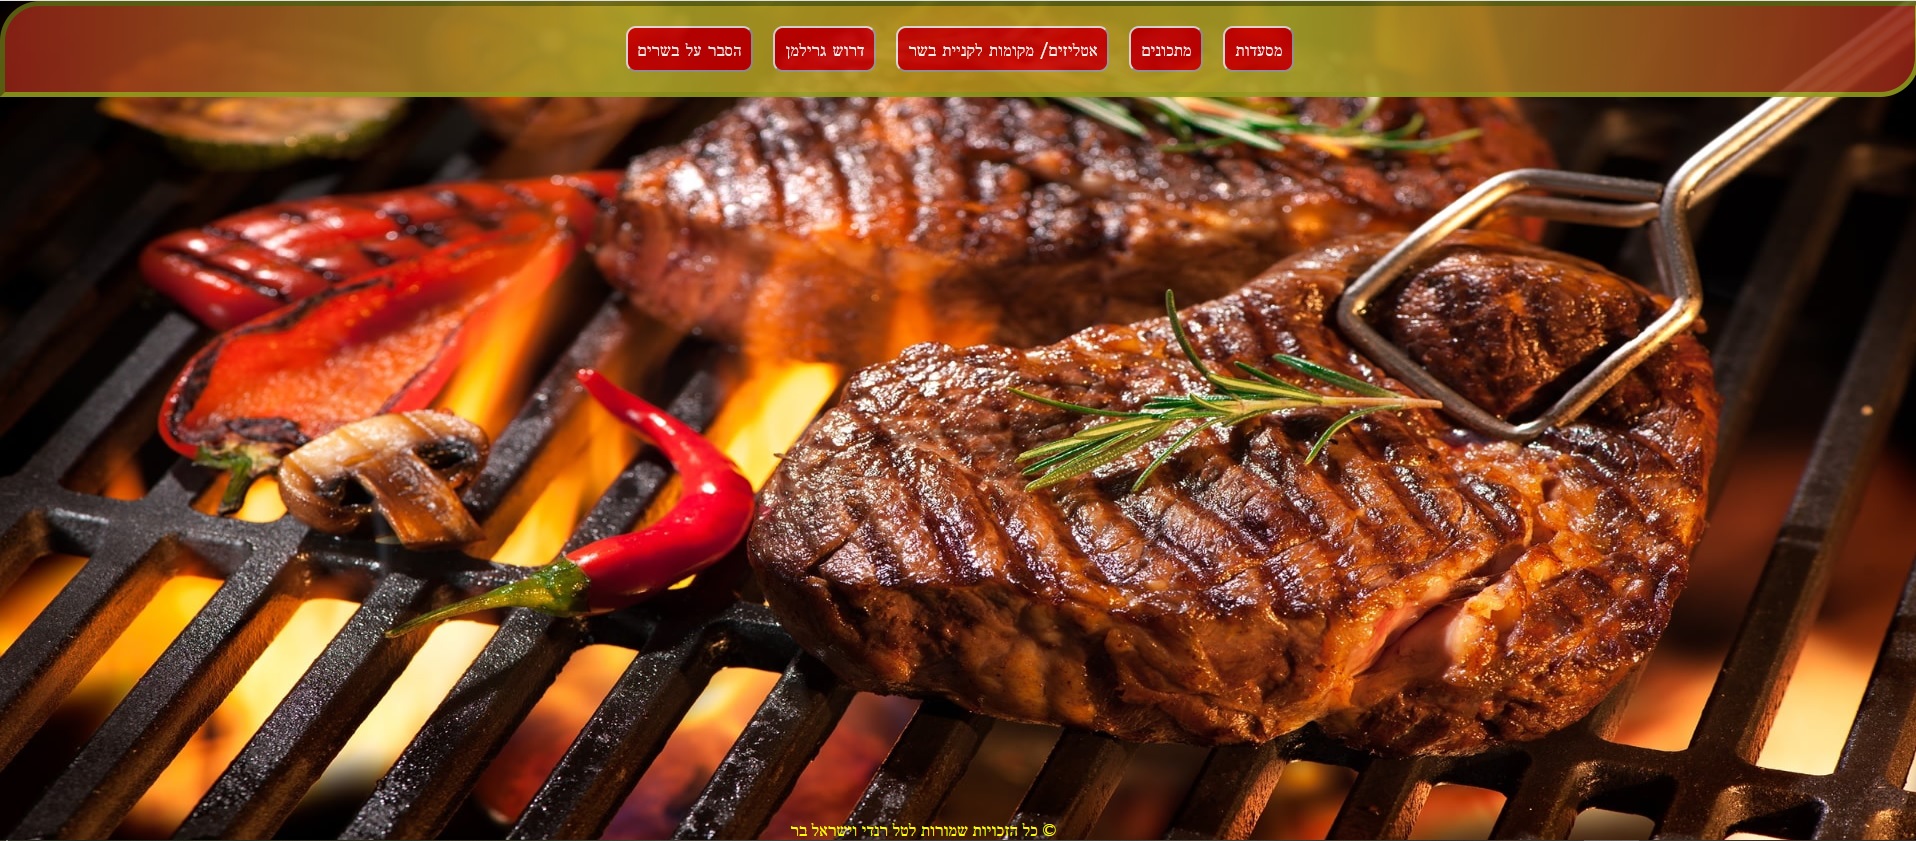 מסעדות
מתכונים
אטליזים/ מקומות לקניית בשר
דרוש גרילמן
הסבר על בשרים
© כל הזכויות שמורות לטל רנדי וישראל בר